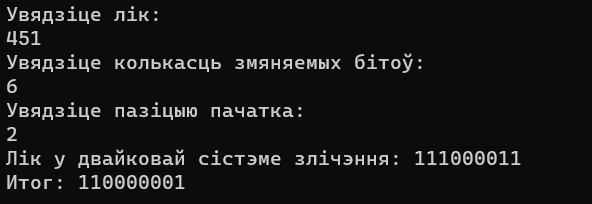 Увядзіце лік:
451
Увядзіце колькасць змяняемых бітоў:
6
Увядзіце пазіцыю пачатка:
2
Лік у двайковай сістэме злічэння: 111000011
Итог: 110000001